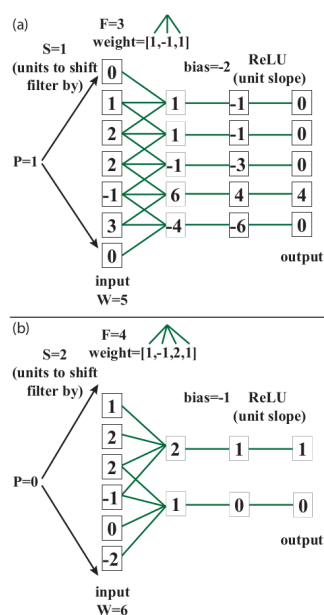 (a)
F=3
weight=[1,-1,1]
S=1
(units to shift
filter by)
bias=-2
ReLU
(unit slope)
P=1
0
1
2
2
-1
3
0
1
1
-1
6
-4
-1
-1
-3
4
-6
0
0
0
4
0
input
W=5
output
(b)
F=4
weight=[1,-1,2,1]
S=2
(units to shift
filter by)
bias=-1
ReLU
(unit slope)
P=0
1
2
2
-1
0
-2
2
1
1
1
0
0
input
W=6
output